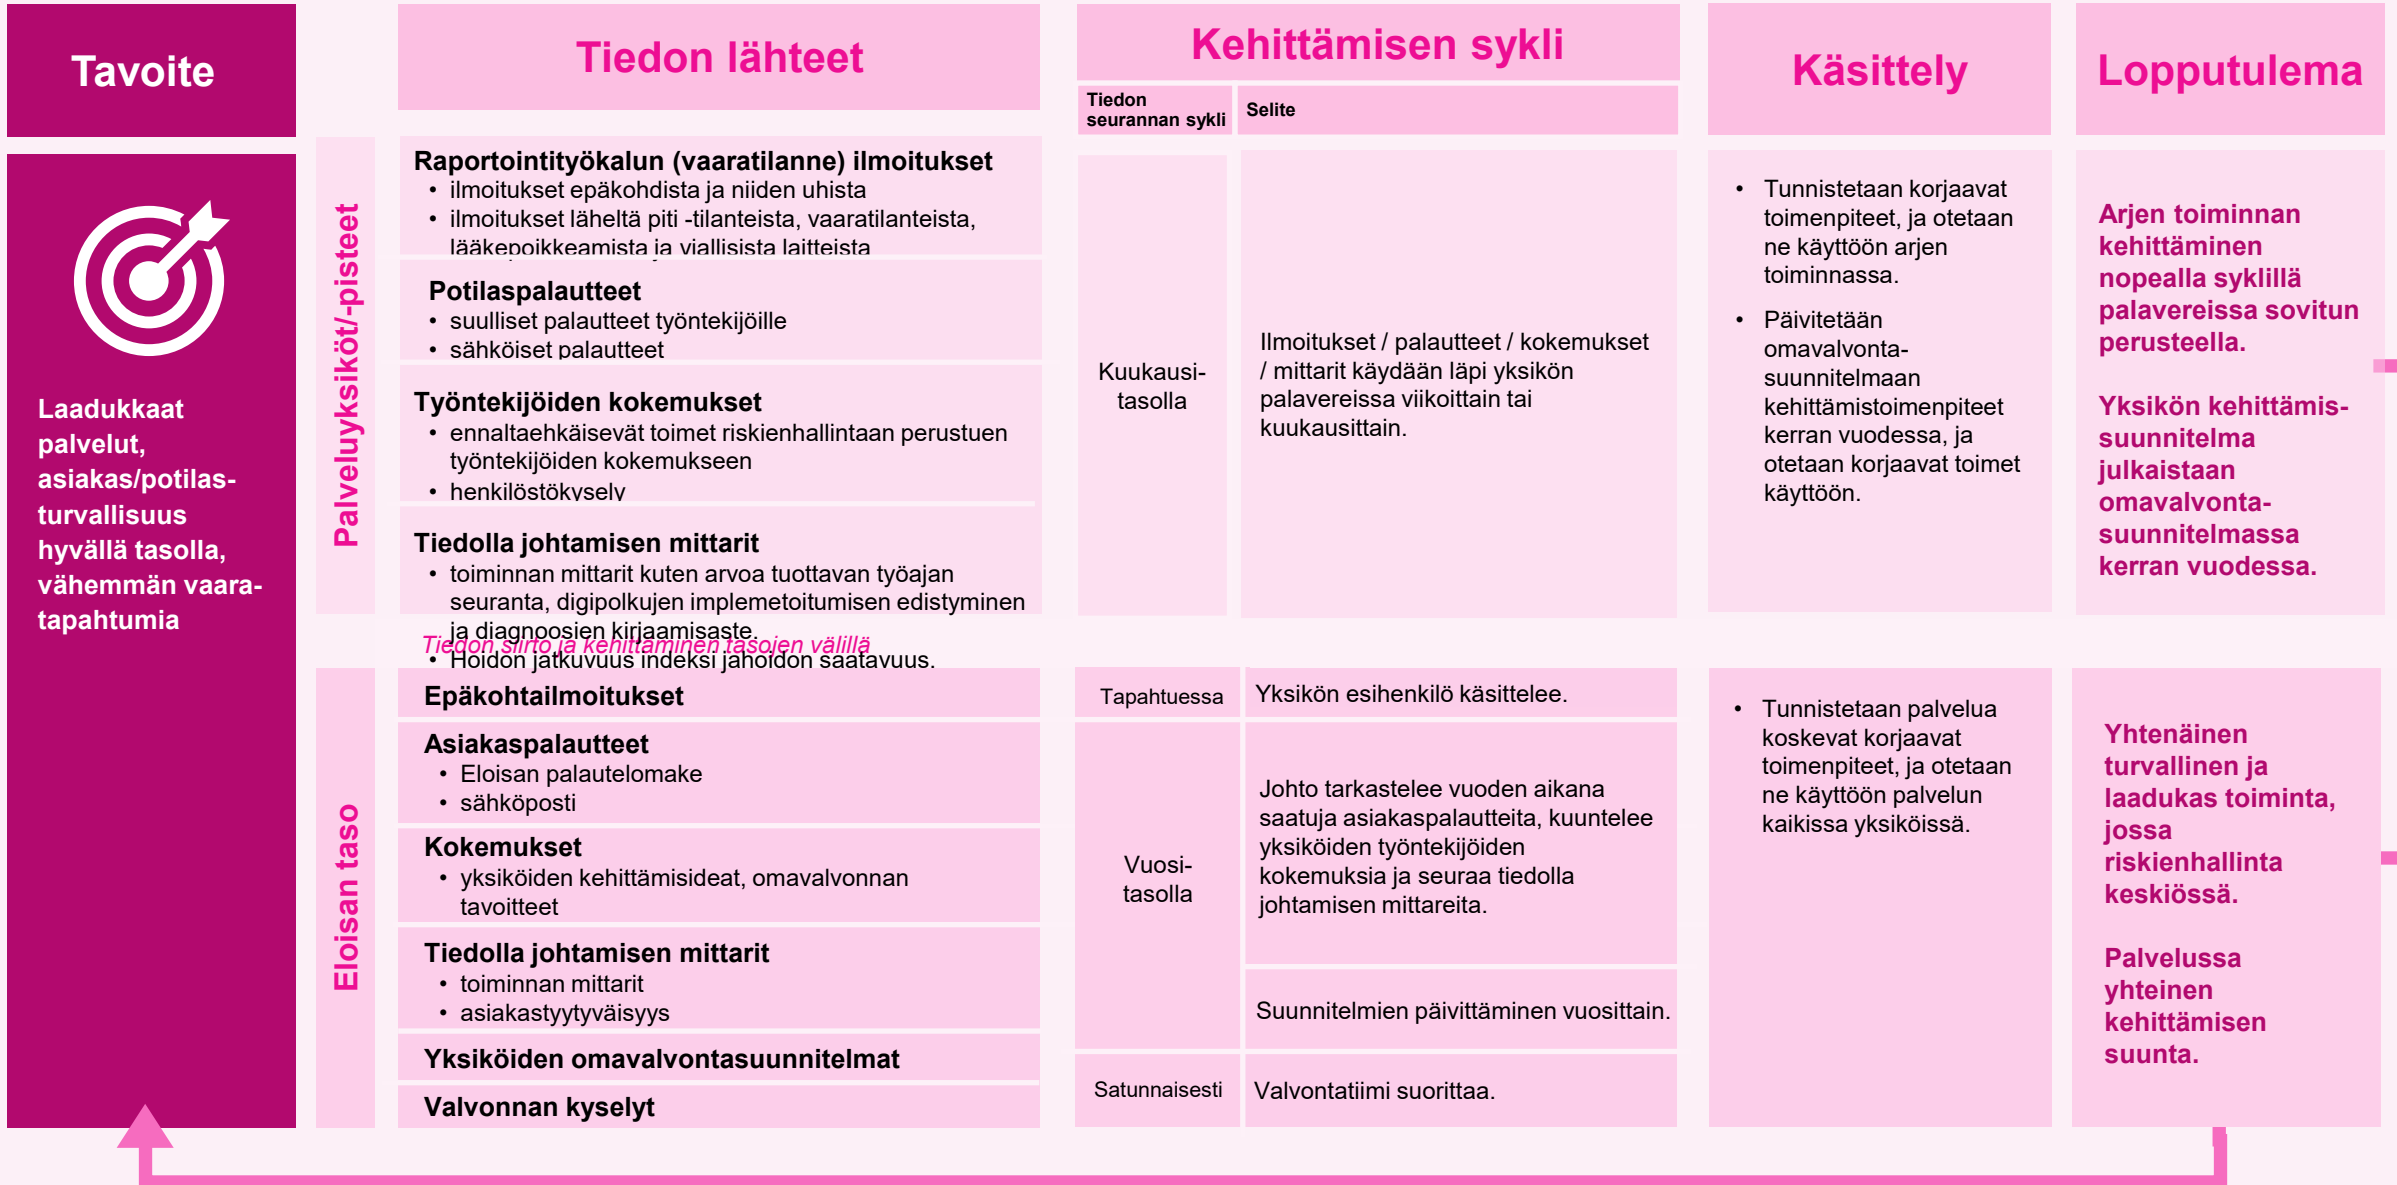 Tavoite
Laadukkaat
palvelut,
asiakas/potilas-
turvallisuus
hyvällä tasolla,
vähemmän vaara-
tapahtumia
Tiedon lähteet
Kehittämisen sykli
Tiedon
seurannan sykli
Selite
Käsittely
Lopputulema
Palveluyksiköt/-pisteet
Raportointityökalun (vaaratilanne) ilmoitukset
• ilmoitukset epäkohdista ja niiden uhista
• ilmoitukset läheltä piti -tilanteista, vaaratilanteista,
lääkepoikkeamista ja viallisista laitteista
Potilaspalautteet
• suulliset palautteet työntekijöille
• sähköiset palautteet
Työntekijöiden kokemukset
• ennaltaehkäisevät toimet riskienhallintaan perustuen
työntekijöiden kokemukseen
• henkilöstökysely
Tiedolla johtamisen mittarit
• toiminnan mittarit kuten arvoa tuottavan työajan
seuranta, digipolkujen implemetoitumisen edistyminen
ja diagnoosien kirjaamisaste.
• Hoidon jatkuvuus indeksi jahoidon saatavuus.
Kuukausi-
tasolla
Ilmoitukset / palautteet / kokemukset
/ mittarit käydään läpi yksikön
palavereissa viikoittain tai
kuukausittain.
• Tunnistetaan korjaavat
toimenpiteet, ja otetaan
ne käyttöön arjen
toiminnassa.
• Päivitetään
omavalvonta-
suunnitelmaan
kehittämistoimenpiteet
kerran vuodessa, ja
otetaan korjaavat toimet
käyttöön.
Arjen toiminnan
kehittäminen
nopealla syklillä
palavereissa sovitun
perusteella.
Yksikön kehittämis-
suunnitelma
julkaistaan
omavalvonta-
suunnitelmassa
kerran vuodessa.
Tiedon siirto ja kehittäminen tasojen välillä
Eloisan taso
Epäkohtailmoitukset
Asiakaspalautteet
• Eloisan palautelomake
• sähköposti
Kokemukset
• yksiköiden kehittämisideat, omavalvonnan
tavoitteet
Tiedolla johtamisen mittarit
• toiminnan mittarit
• asiakastyytyväisyys
Yksiköiden omavalvontasuunnitelmat
Valvonnan kyselyt
Tapahtuessa
Yksikön esihenkilö käsittelee.
Vuosi-
tasolla
Johto tarkastelee vuoden aikana
saatuja asiakaspalautteita, kuuntelee
yksiköiden työntekijöiden
kokemuksia ja seuraa tiedolla
johtamisen mittareita.
Suunnitelmien päivittäminen vuosittain.
Satunnaisesti
Valvontatiimi suorittaa.
• Tunnistetaan palvelua
koskevat korjaavat
toimenpiteet, ja otetaan
ne käyttöön palvelun
kaikissa yksiköissä.
Yhtenäinen
turvallinen ja
laadukas toiminta,
jossa
riskienhallinta
keskiössä.
Palvelussa
yhteinen
kehittämisen
suunta.